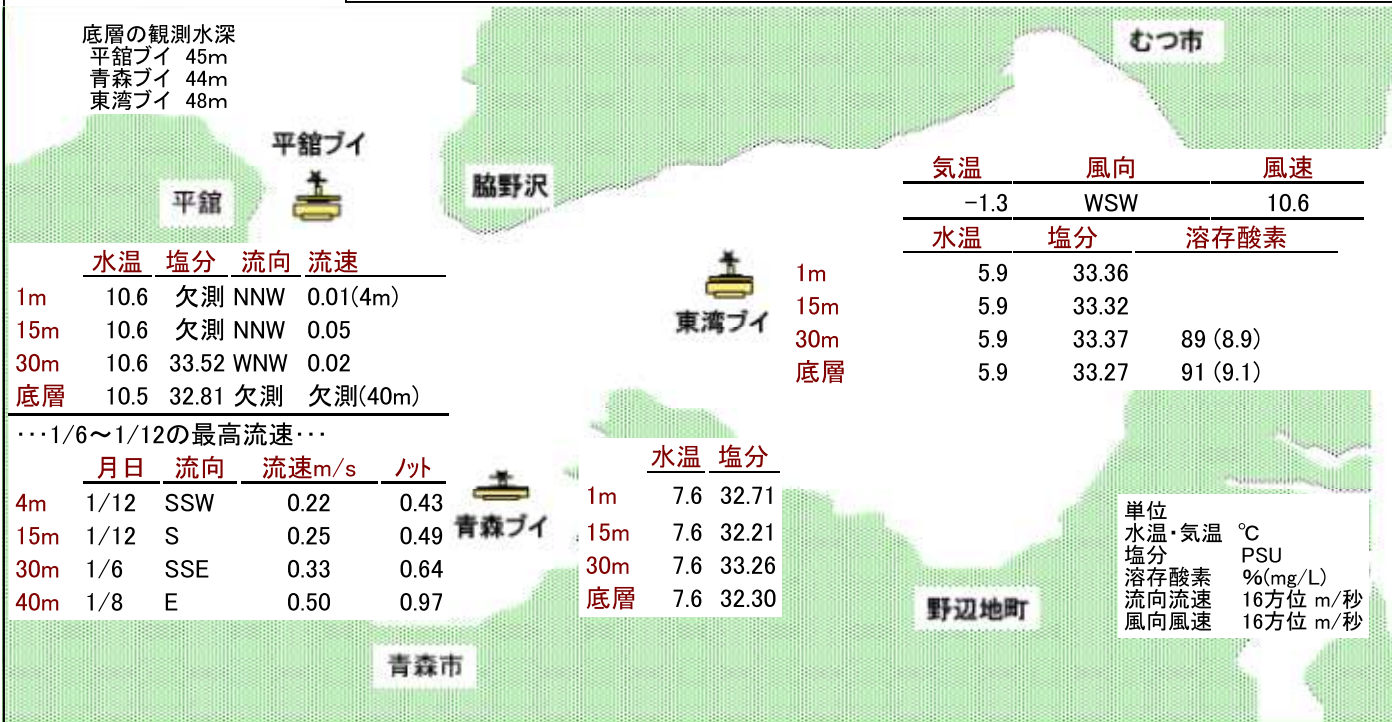 底層の観測水深
平舘ブイ 45m
青森ブイ 44m
東湾ブイ 48m
むつ市
平舘ブイ
脇野沢
平舘
気温 風向 風速
-1.3 WSW 10.6
水温 塩分 溶存酸素
1m 5.9 33.36
15m 5.9 33.32
30m 5.9 33.37 89 (8.9)
底層 5.9 33.27 91 (9.1)
東湾ブイ
水温 塩分 流向 流速
1m 10.6 欠測 NNW 0.01(4m)
15m 10.6 欠測 NNW 0.05
30m 10.6 33.52 WNW 0.02
底層 10.5 32.81 欠測 欠測(40m)
･･･1/6～1/12の最高流速･･･
月日 流向 流速m/s ﾉｯﾄ
4m 1/12 SSW 0.22 0.43
15m 1/12 S 0.25 0.49
30m 1/6 SSE 0.33 0.64
40m 1/8 E 0.50 0.97
青森ブイ
水温 塩分
1m 7.6 32.71
15m 7.6 32.21
30m 7.6 33.26
底層 7.6 32.30
単位
水温･気温 ℃
塩分 PSU
溶存酸素 %(mg/L)
流向流速 16方位 m/秒
風向風速 16方位 m/秒
野辺地町
青森市